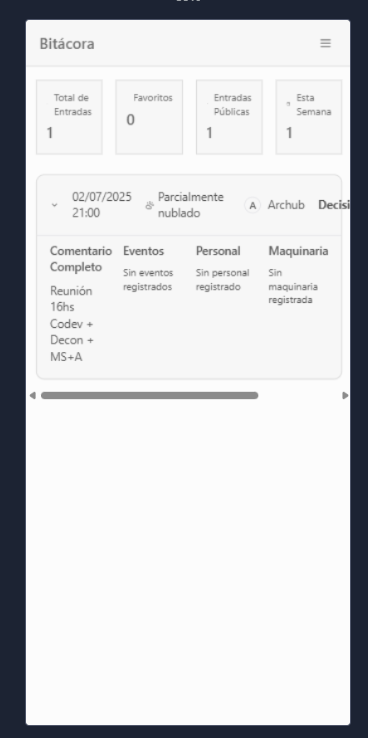 Bitácora
Total de
Entradas
1
Favoritos
0
Entradas
Públicas
1
Esta
Semana
1
02/07/2025
21:00
Parcialmente
nublado
A
Archub
Decisi
Comentario
Completo
Reunión
16hs
Codev +
Decon +
MS+A
Eventos
Sin eventos
registrados
Personal
Sin personal
registrado
Maquinaria
Sin
maquinaria
registrada